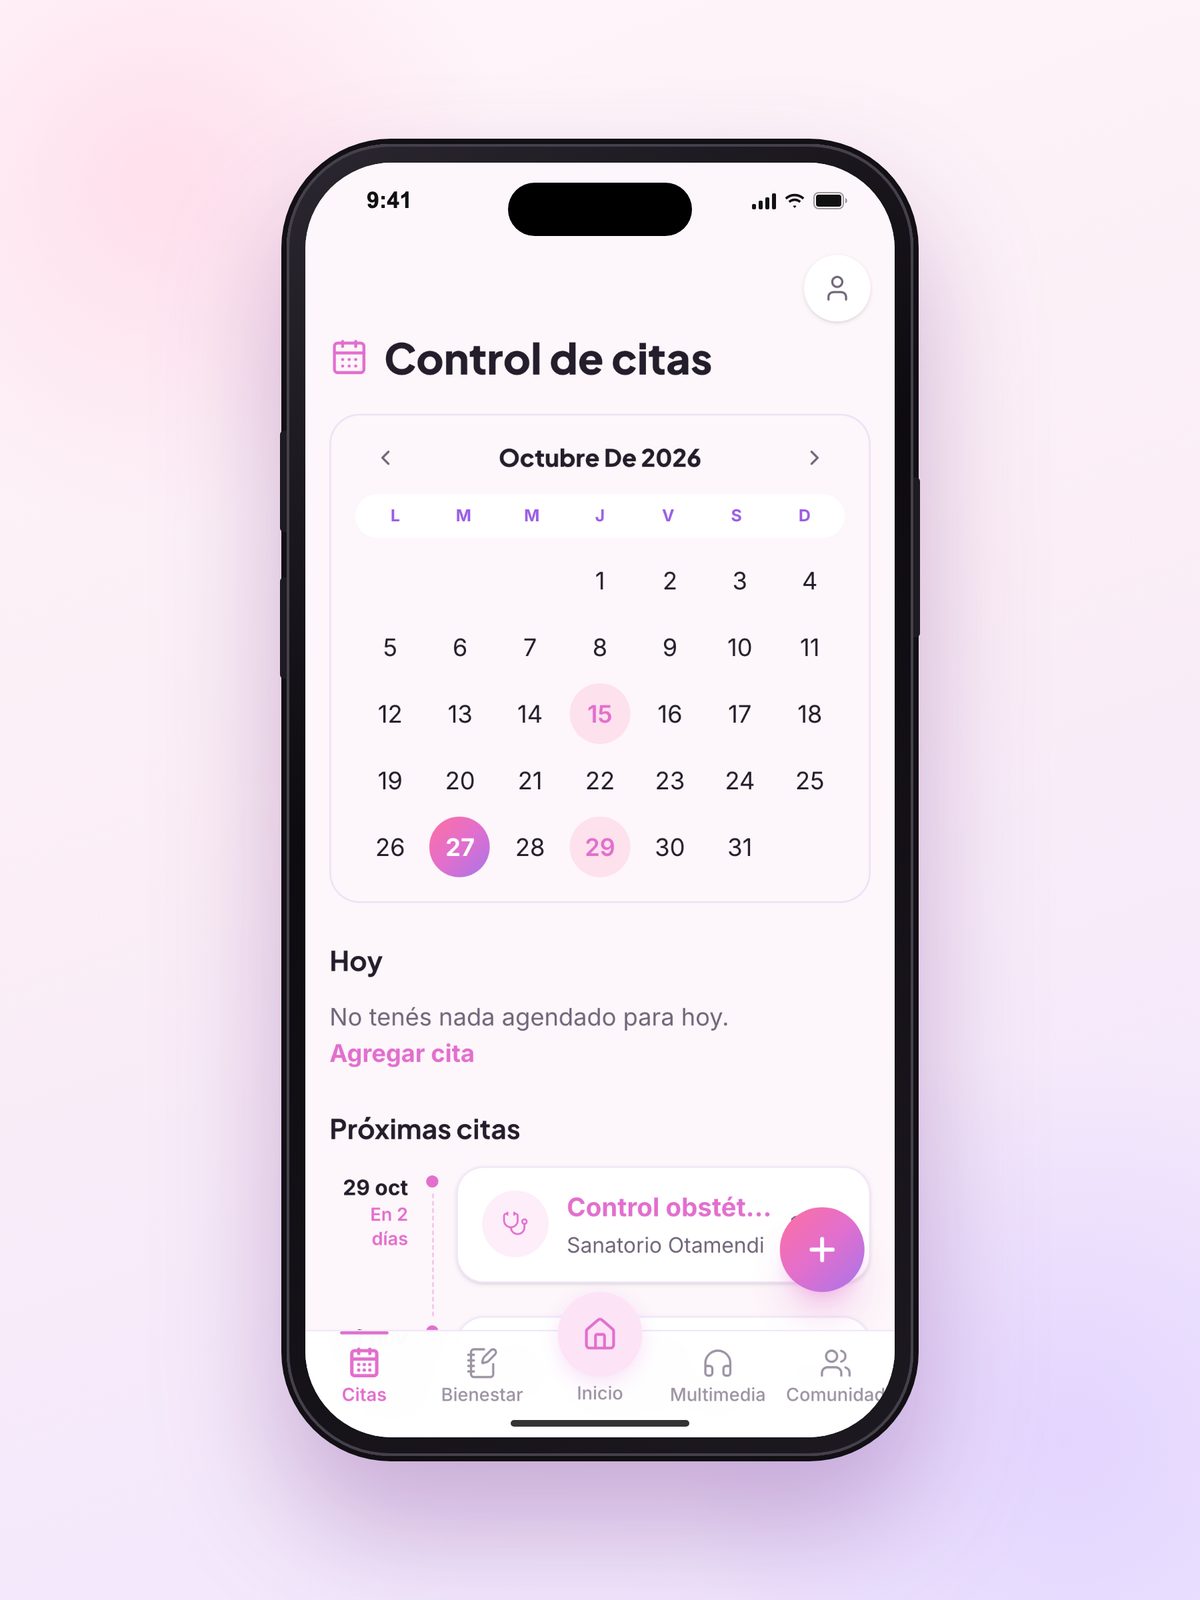 9:41
Control de citas
Octubre De 2026
L M M J V S D
1 2 3 4
5 6 7 8 9 10 11
12 13 14 15 16 17 18
19 20 21 22 23 24 25
26 27 28 29 30 31
Hoy
No tenés nada agendado para hoy.
Agregar cita
Próximas citas
29 oct
En 2
días
Control obstét...
Sanatorio Otamendi
Citas Bienestar Inicio Multimedia Comunidad